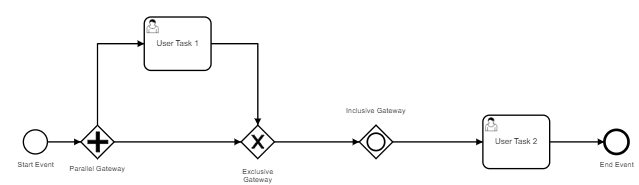 User Task 1
Inclusive Gateway
X
User Task 2
Start Event
Parallel Gateway
Exclusive
Gateway
End Event